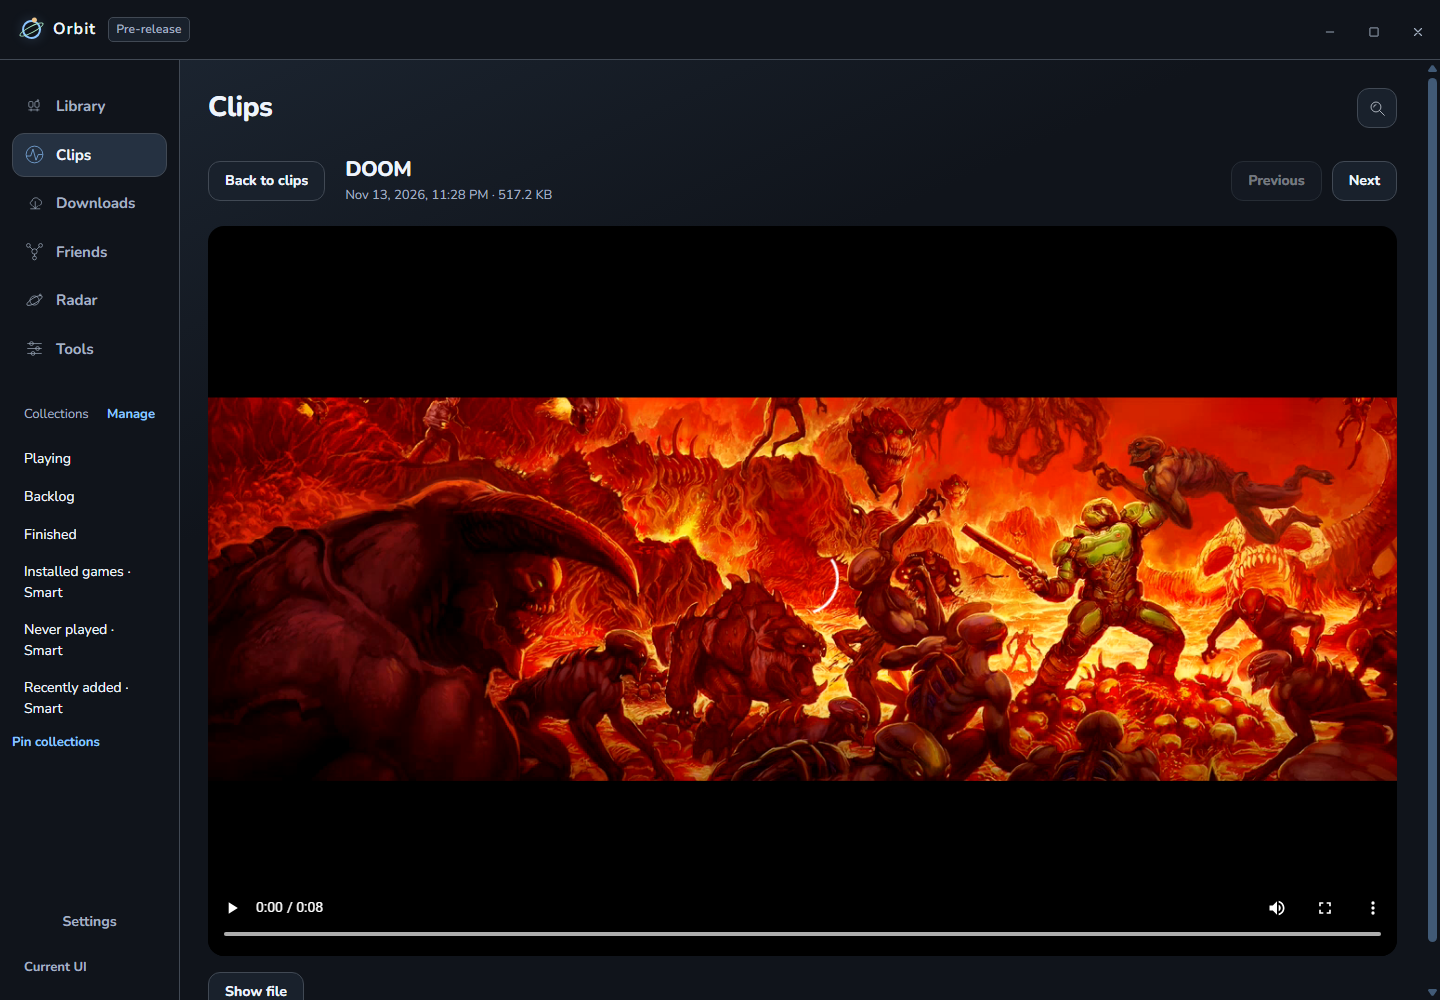 Orbit
Pre-release
Library
Clips
Downloads
Friends
Radar
Tools
Collections
Manage
Playing
Backlog
Finished
Installed games ·
Smart
Never played ·
Smart
Recently added ·
Smart
Pin collections
Settings
Current UI
Clips
Back to clips
DOOM
Nov 13, 2026, 11:28 PM · 517.2 KB
Previous
Next
0:00 / 0:08
Show file